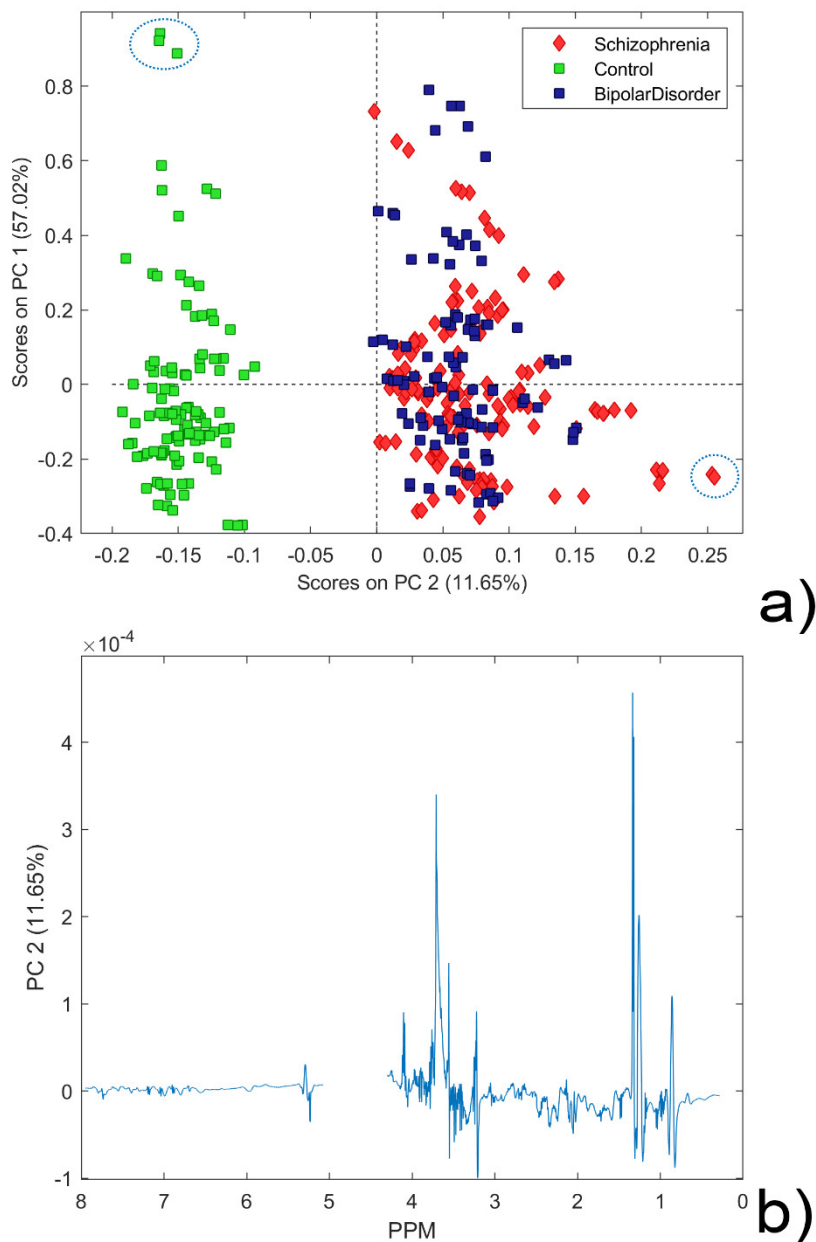 Scores on PC 1 (57.02%)
0.8
0.6
0.4
0.2
0
-0.2
-0.4
Schizophrenia
Control
BipolarDisorder
-0.2 -0.15 -0.1 -0.05 0 0.05 0.1 0.15 0.2 0.25
Scores on PC 2 (11.65%)
a)
×10⁻⁴
PC 2 (11.65%)
4
3
2
1
0
-1
8 7 6 5 4 3 2 1 0
PPM
b)